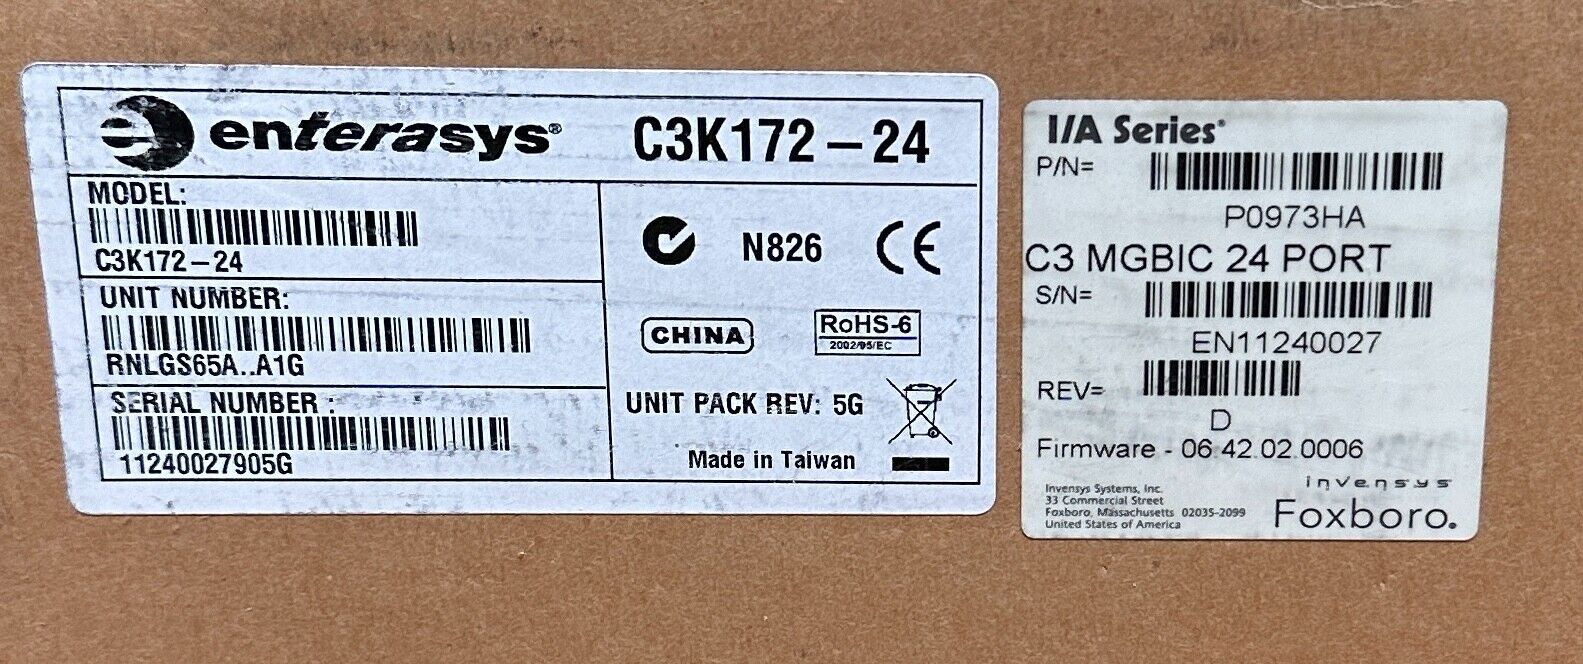 enterasys® C3K172-24
MODEL:
C3K172-24
UNIT NUMBER:
RNLGS65A..A1G
SERIAL NUMBER :
11240027905G
N826 CE
CHINA
RoHS-6
2002/95/EC
UNIT PACK REV: 5G
Made in Taiwan
I/A Series®
P/N=
P0973HA
C3 MGBIC 24 PORT
S/N=
EN11240027
REV=
D
Firmware - 06.42.02.0006
Invensys Systems, Inc.
33 Commercial Street
Foxboro, Massachusetts 02035-2099
United States of America
invensys
Foxboro.